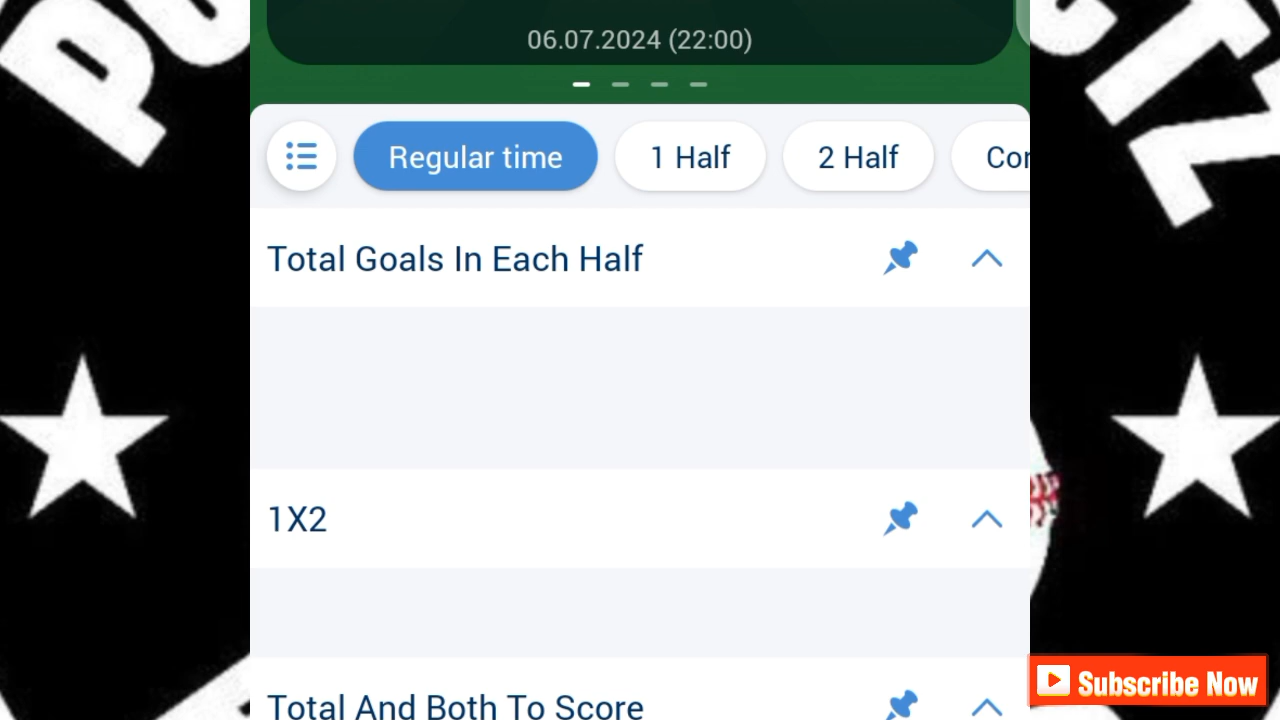 06.07.2024 (22:00)
Regular time
1 Half
2 Half
Total Goals In Each Half
1X2
Total And Both To Score
Subscribe Now